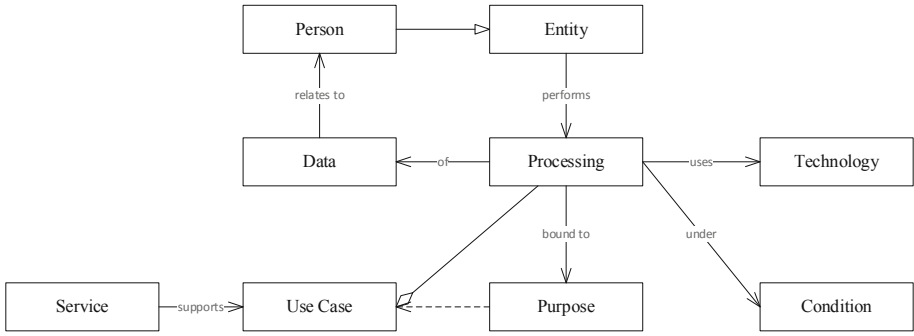 Person
Entity
relates to
performs
Data
of
Processing
uses
Technology
bound to
under
Service
supports
Use Case
Purpose
Condition